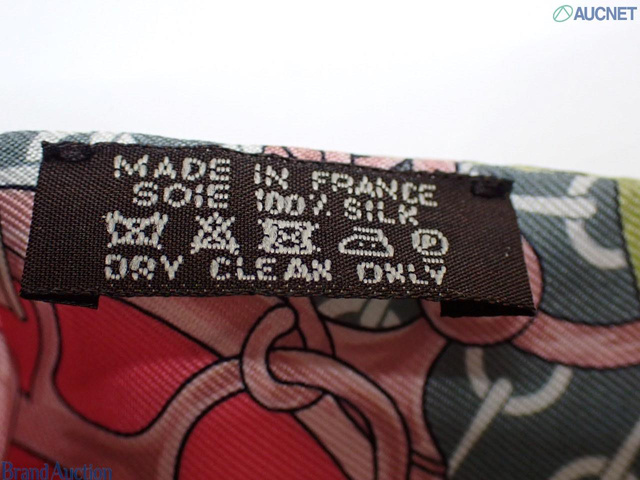 AUCNET
MADE IN FRANCE
SOIE 100% SILK
DRY CLEAN ONLY
Brand Auction